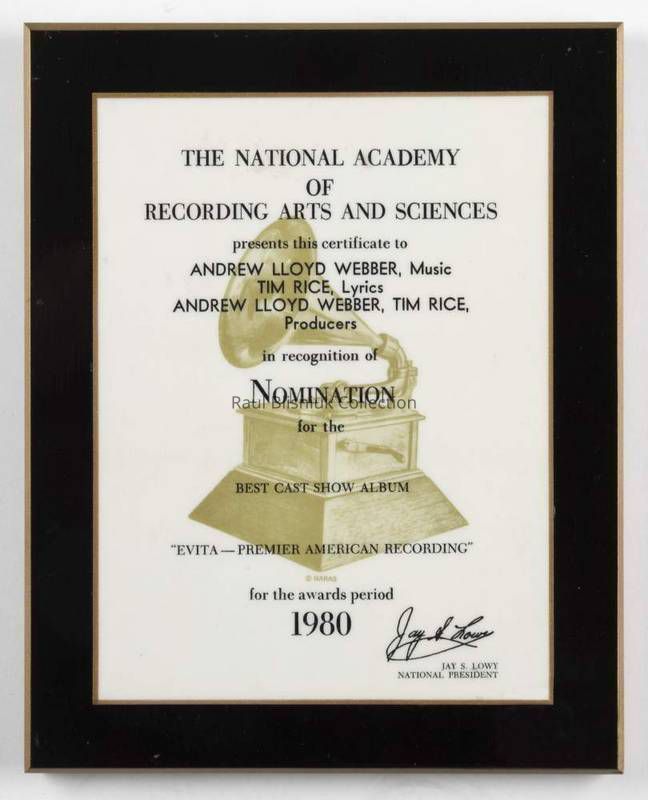 THE NATIONAL ACADEMY
OF
RECORDING ARTS AND SCIENCES
presents this certificate to
ANDREW LLOYD WEBBER, Music
TIM RICE, Lyrics
ANDREW LLOYD WEBBER, TIM RICE,
Producers
in recognition of
NOMINATION
Raul Blisniuk Collection
for the
BEST CAST SHOW ALBUM
"EVITA — PREMIER AMERICAN RECORDING"
© NARAS
for the awards period
1980
Jay S Lowy
JAY S. LOWY
NATIONAL PRESIDENT